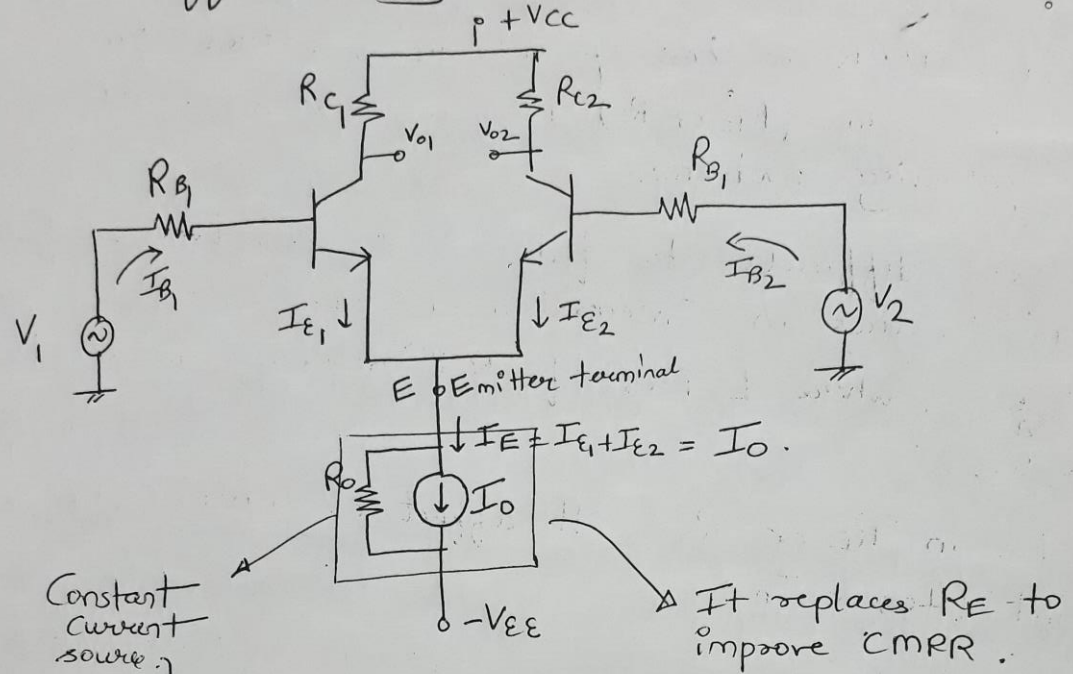 +VCC
RC1
RC2
VO1
VO2
RB1
RB1
IB1
IB2
V1
V2
IE1 ↓
↓ IE2
E Emitter terminal
↓ IE = IE1 + IE2 = IO.
RO
IO
Constant
current
source.
-VEE
It replaces RE to
improve CMRR.